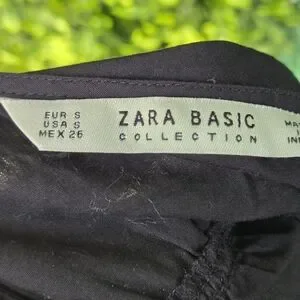 EUR S
USA S
MEX 26
ZARA BASIC
COLLECTION